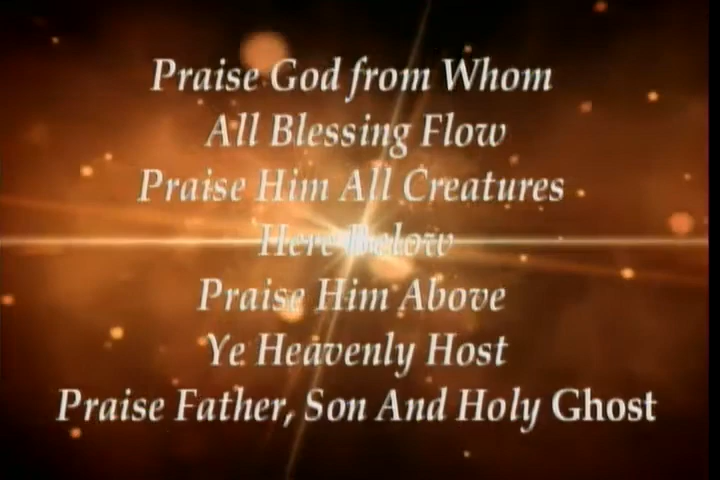 Praise God from Whom
All Blessing Flow
Praise Him All Creatures
Here Below
Praise Him Above
Ye Heavenly Host
Praise Father, Son And Holy Ghost